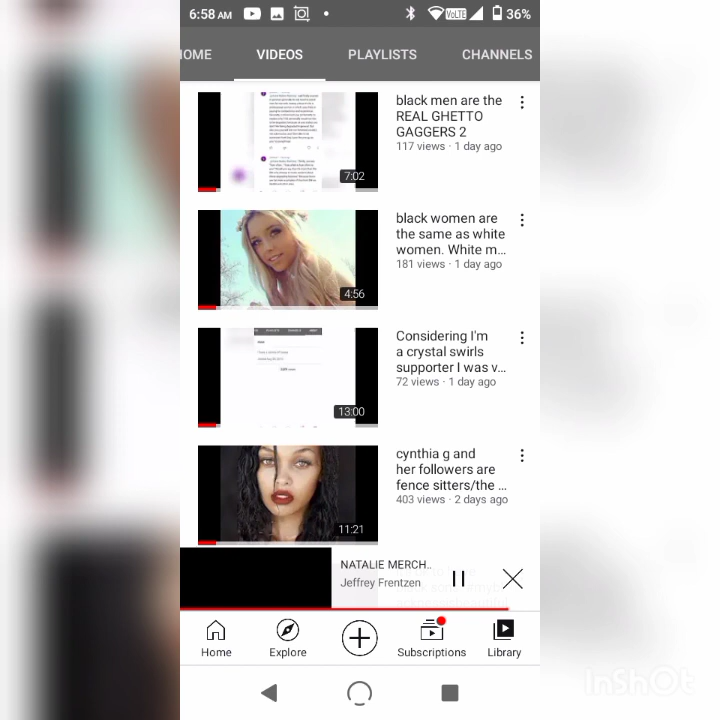 6:58 AM
VoLTE
36%
HOME VIDEOS PLAYLISTS CHANNELS
black men are the
REAL GHETTO
GAGGERS 2
117 views · 1 day ago
7:02
black women are
the same as white
women. White m...
181 views · 1 day ago
4:56
Considering I'm
a crystal swirls
supporter I was v...
72 views · 1 day ago
13:00
cynthia g and
her followers are
fence sitters/the ...
403 views · 2 days ago
11:21
NATALIE MERCH..
Jeffrey Frentzen
Home Explore Subscriptions Library
InShOt